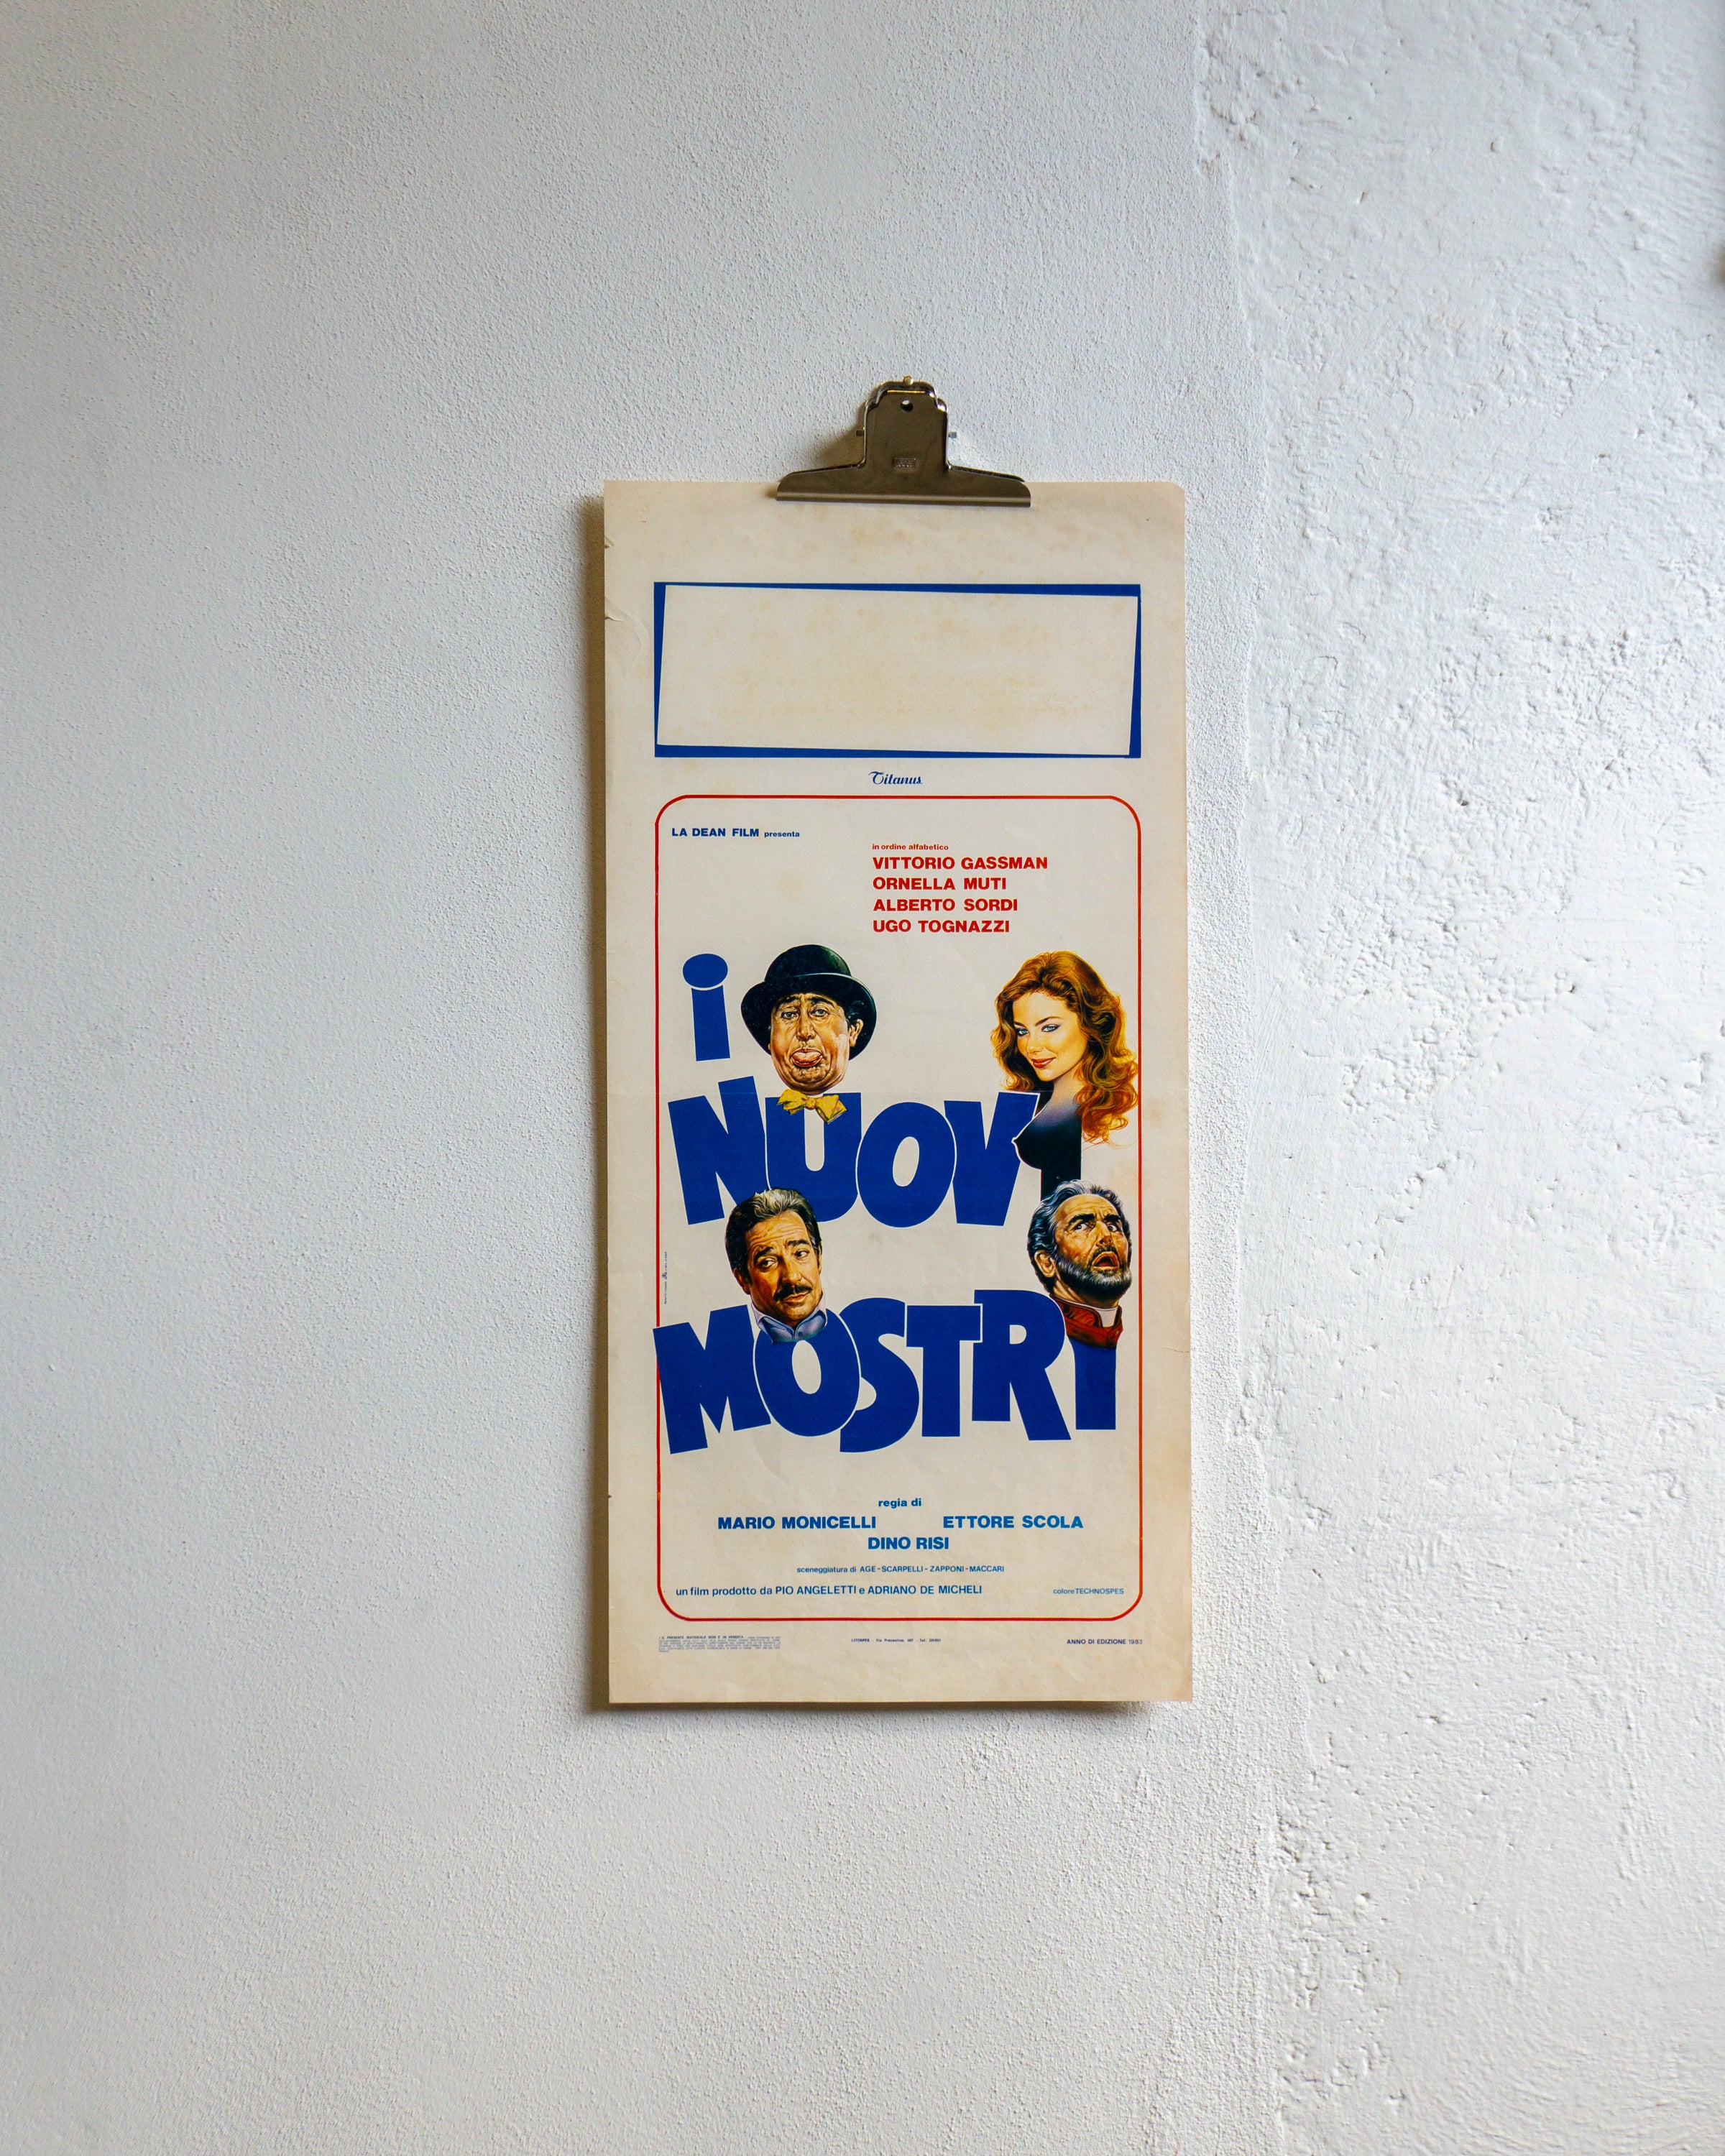 Titanus
LA DEAN FILM presenta
in ordine alfabetico
VITTORIO GASSMAN
ORNELLA MUTI
ALBERTO SORDI
UGO TOGNAZZI
i
NUOVI
MOSTRI
regia di
MARIO MONICELLI ETTORE SCOLA
DINO RISI
sceneggiatura di AGE-SCARPELLI-ZAPPONI-MACCARI
un film prodotto da PIO ANGELETTI e ADRIANO DE MICHELI
colore TECHNOSPES
ANNO DI EDIZIONE 1983